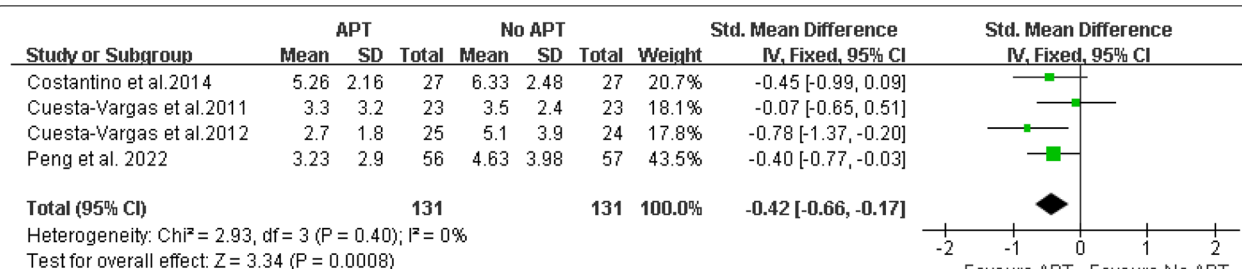 APT No APT Std. Mean Difference Std. Mean Difference
Study or Subgroup Mean SD Total Mean SD Total Weight IV, Fixed, 95% CI IV, Fixed, 95% CI
Costantino et al.2014 5.26 2.16 27 6.33 2.48 27 20.7% -0.45 [-0.99, 0.09]
Cuesta-Vargas et al.2011 3.3 3.2 23 3.5 2.4 23 18.1% -0.07 [-0.65, 0.51]
Cuesta-Vargas et al.2012 2.7 1.8 25 5.1 3.9 24 17.8% -0.78 [-1.37, -0.20]
Peng et al. 2022 3.23 2.9 56 4.63 3.98 57 43.5% -0.40 [-0.77, -0.03]
Total (95% CI) 131 131 100.0% -0.42 [-0.66, -0.17]
Heterogeneity: Chi² = 2.93, df = 3 (P = 0.40); I² = 0%
Test for overall effect: Z = 3.34 (P = 0.0008)
-2 -1 0 1 2
Favours APT Favours No APT